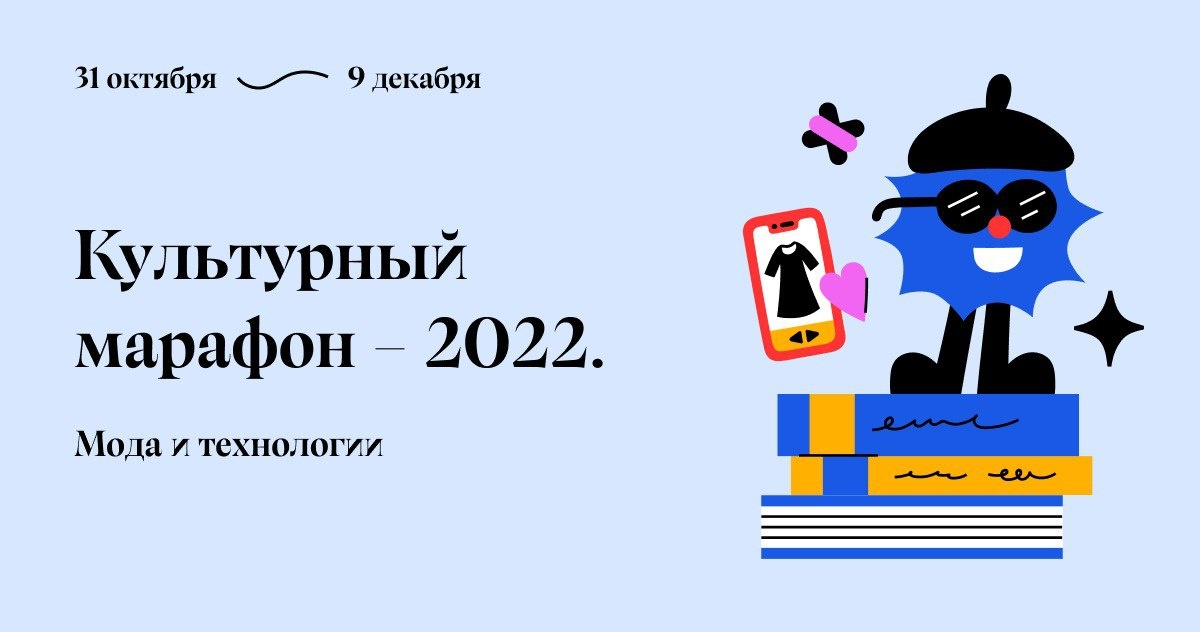 31 октября 9 декабря
Культурный
марафон – 2022.
Мода и технологии